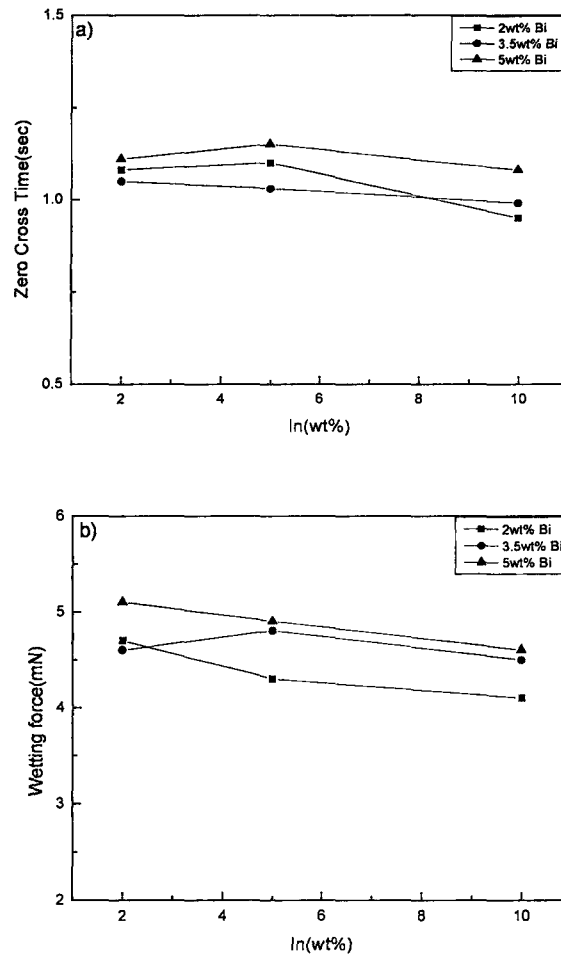 a)
2wt% Bi
3.5wt% Bi
5wt% Bi
1.5
1.0
0.5
Zero Cross Time(sec)
2
4
6
8
10
In(wt%)
b)
2wt% Bi
3.5wt% Bi
5wt% Bi
6
5
4
3
2
Wetting force(mN)
2
4
6
8
10
In(wt%)